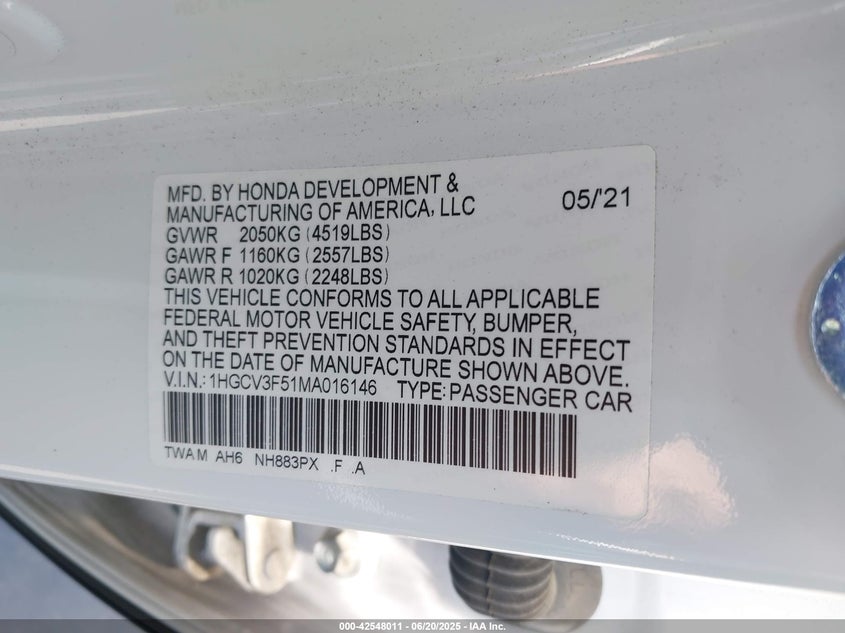 MFD. BY HONDA DEVELOPMENT &
MANUFACTURING OF AMERICA, LLC 05/'21
GVWR 2050KG (4519LBS)
GAWR F 1160KG (2557LBS)
GAWR R 1020KG (2248LBS)
THIS VEHICLE CONFORMS TO ALL APPLICABLE
FEDERAL MOTOR VEHICLE SAFETY, BUMPER,
AND THEFT PREVENTION STANDARDS IN EFFECT
ON THE DATE OF MANUFACTURE SHOWN ABOVE.
V.I.N.: 1HGCV3F51MA016146 TYPE: PASSENGER CAR
TWA M AH6 NH883PX .F .A
000-42548011 - 06/20/2025 - IAA Inc.